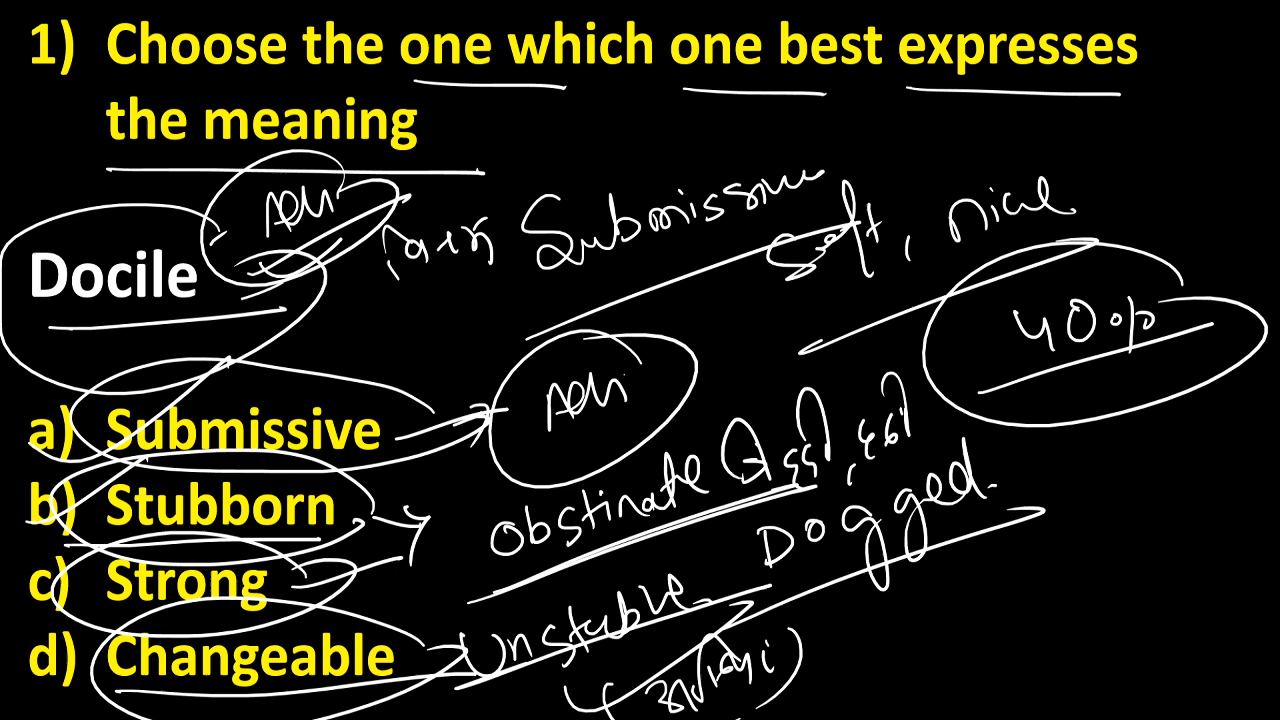 1) Choose the one which one best expresses
the meaning
Docile
Submissive
Soft, nice
40%
a) Submissive
b) Stubborn
obstinate
Dogged.
c) Strong
d) Changeable
Unstable.